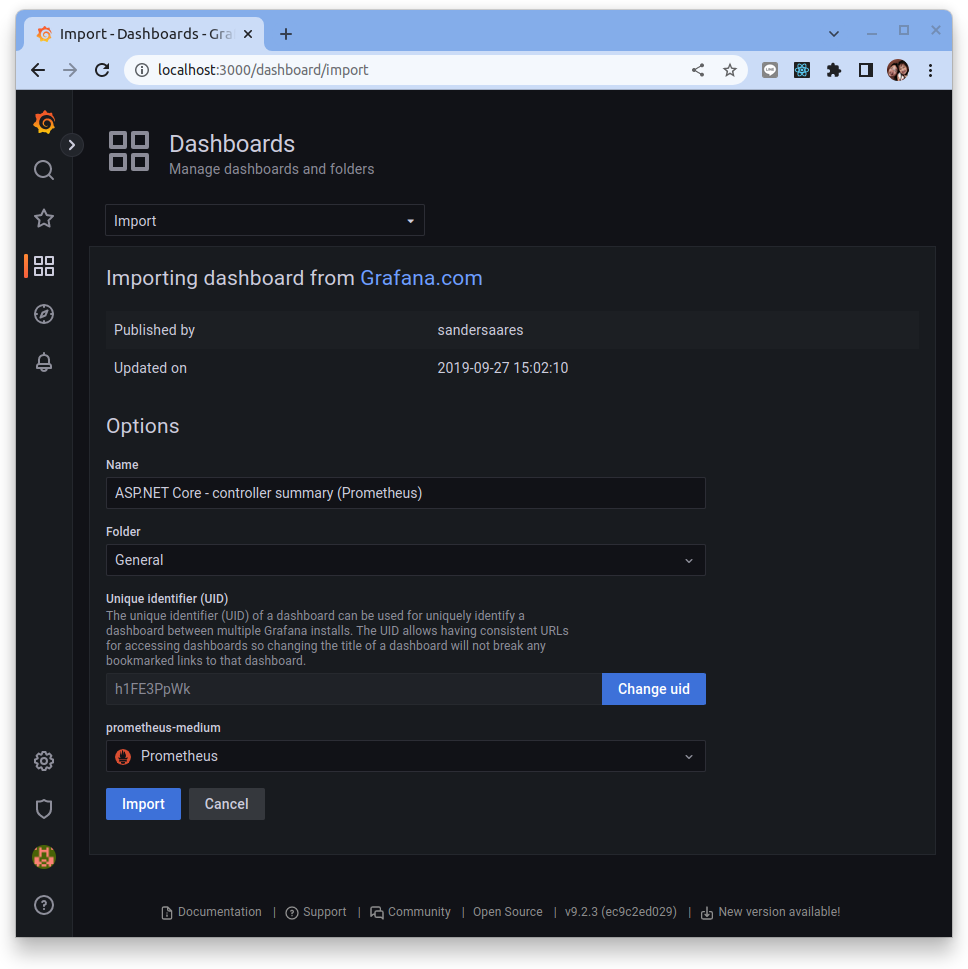 Import - Dashboards - Gra
localhost:3000/dashboard/import
Dashboards
Manage dashboards and folders
Import
Importing dashboard from Grafana.com
Published by sandersaares
Updated on 2019-09-27 15:02:10
Options
Name
ASP.NET Core - controller summary (Prometheus)
Folder
General
Unique identifier (UID)
The unique identifier (UID) of a dashboard can be used for uniquely identify a
dashboard between multiple Grafana installs. The UID allows having consistent URLs
for accessing dashboards so changing the title of a dashboard will not break any
bookmarked links to that dashboard.
h1FE3PpWk Change uid
prometheus-medium
Prometheus
Import Cancel
Documentation | Support | Community | Open Source | v9.2.3 (ec9c2ed029) | New version available!